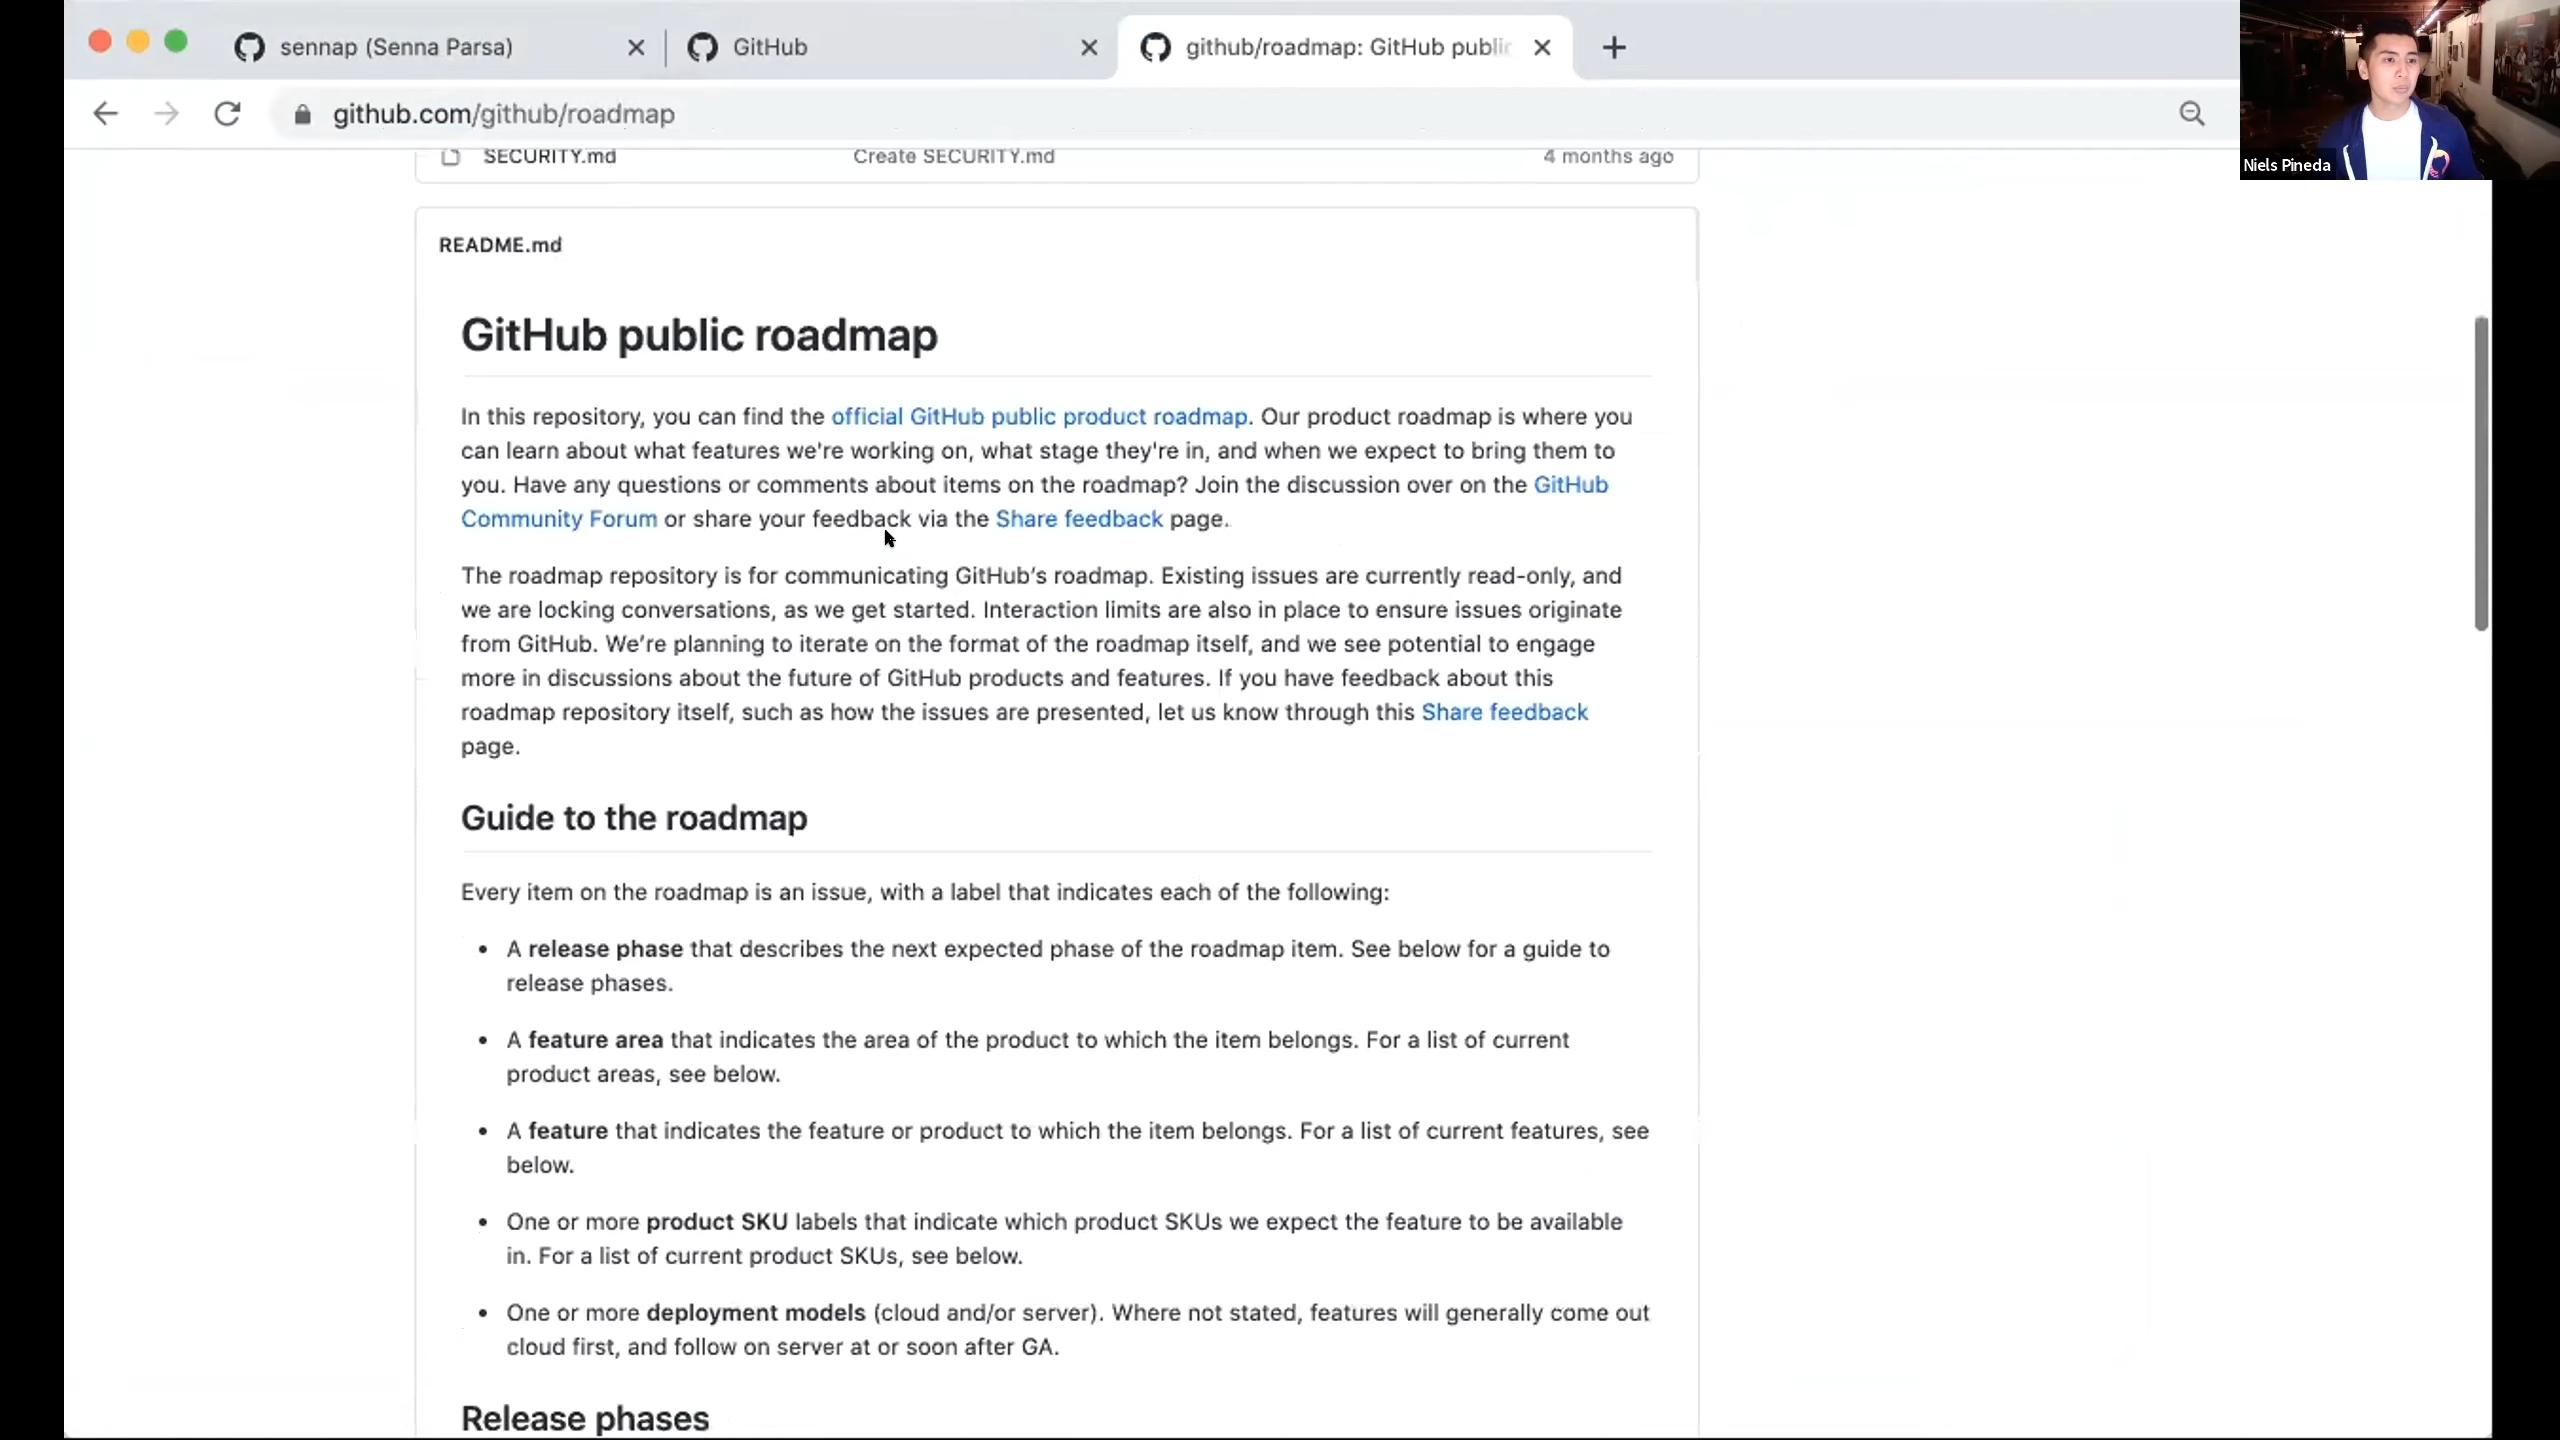 sennap (Senna Parsa)
GitHub
github/roadmap: GitHub public
github.com/github/roadmap
Niels Pineda
SECURITY.md Create SECURITY.md 4 months ago
README.md
GitHub public roadmap
In this repository, you can find the official GitHub public product roadmap. Our product roadmap is where you
can learn about what features we're working on, what stage they're in, and when we expect to bring them to
you. Have any questions or comments about items on the roadmap? Join the discussion over on the GitHub
Community Forum or share your feedback via the Share feedback page.
The roadmap repository is for communicating GitHub’s roadmap. Existing issues are currently read-only, and
we are locking conversations, as we get started. Interaction limits are also in place to ensure issues originate
from GitHub. We’re planning to iterate on the format of the roadmap itself, and we see potential to engage
more in discussions about the future of GitHub products and features. If you have feedback about this
roadmap repository itself, such as how the issues are presented, let us know through this Share feedback
page.
Guide to the roadmap
Every item on the roadmap is an issue, with a label that indicates each of the following:
• A release phase that describes the next expected phase of the roadmap item. See below for a guide to
release phases.
• A feature area that indicates the area of the product to which the item belongs. For a list of current
product areas, see below.
• A feature that indicates the feature or product to which the item belongs. For a list of current features, see
below.
• One or more product SKU labels that indicate which product SKUs we expect the feature to be available
in. For a list of current product SKUs, see below.
• One or more deployment models (cloud and/or server). Where not stated, features will generally come out
cloud first, and follow on server at or soon after GA.
Release phases